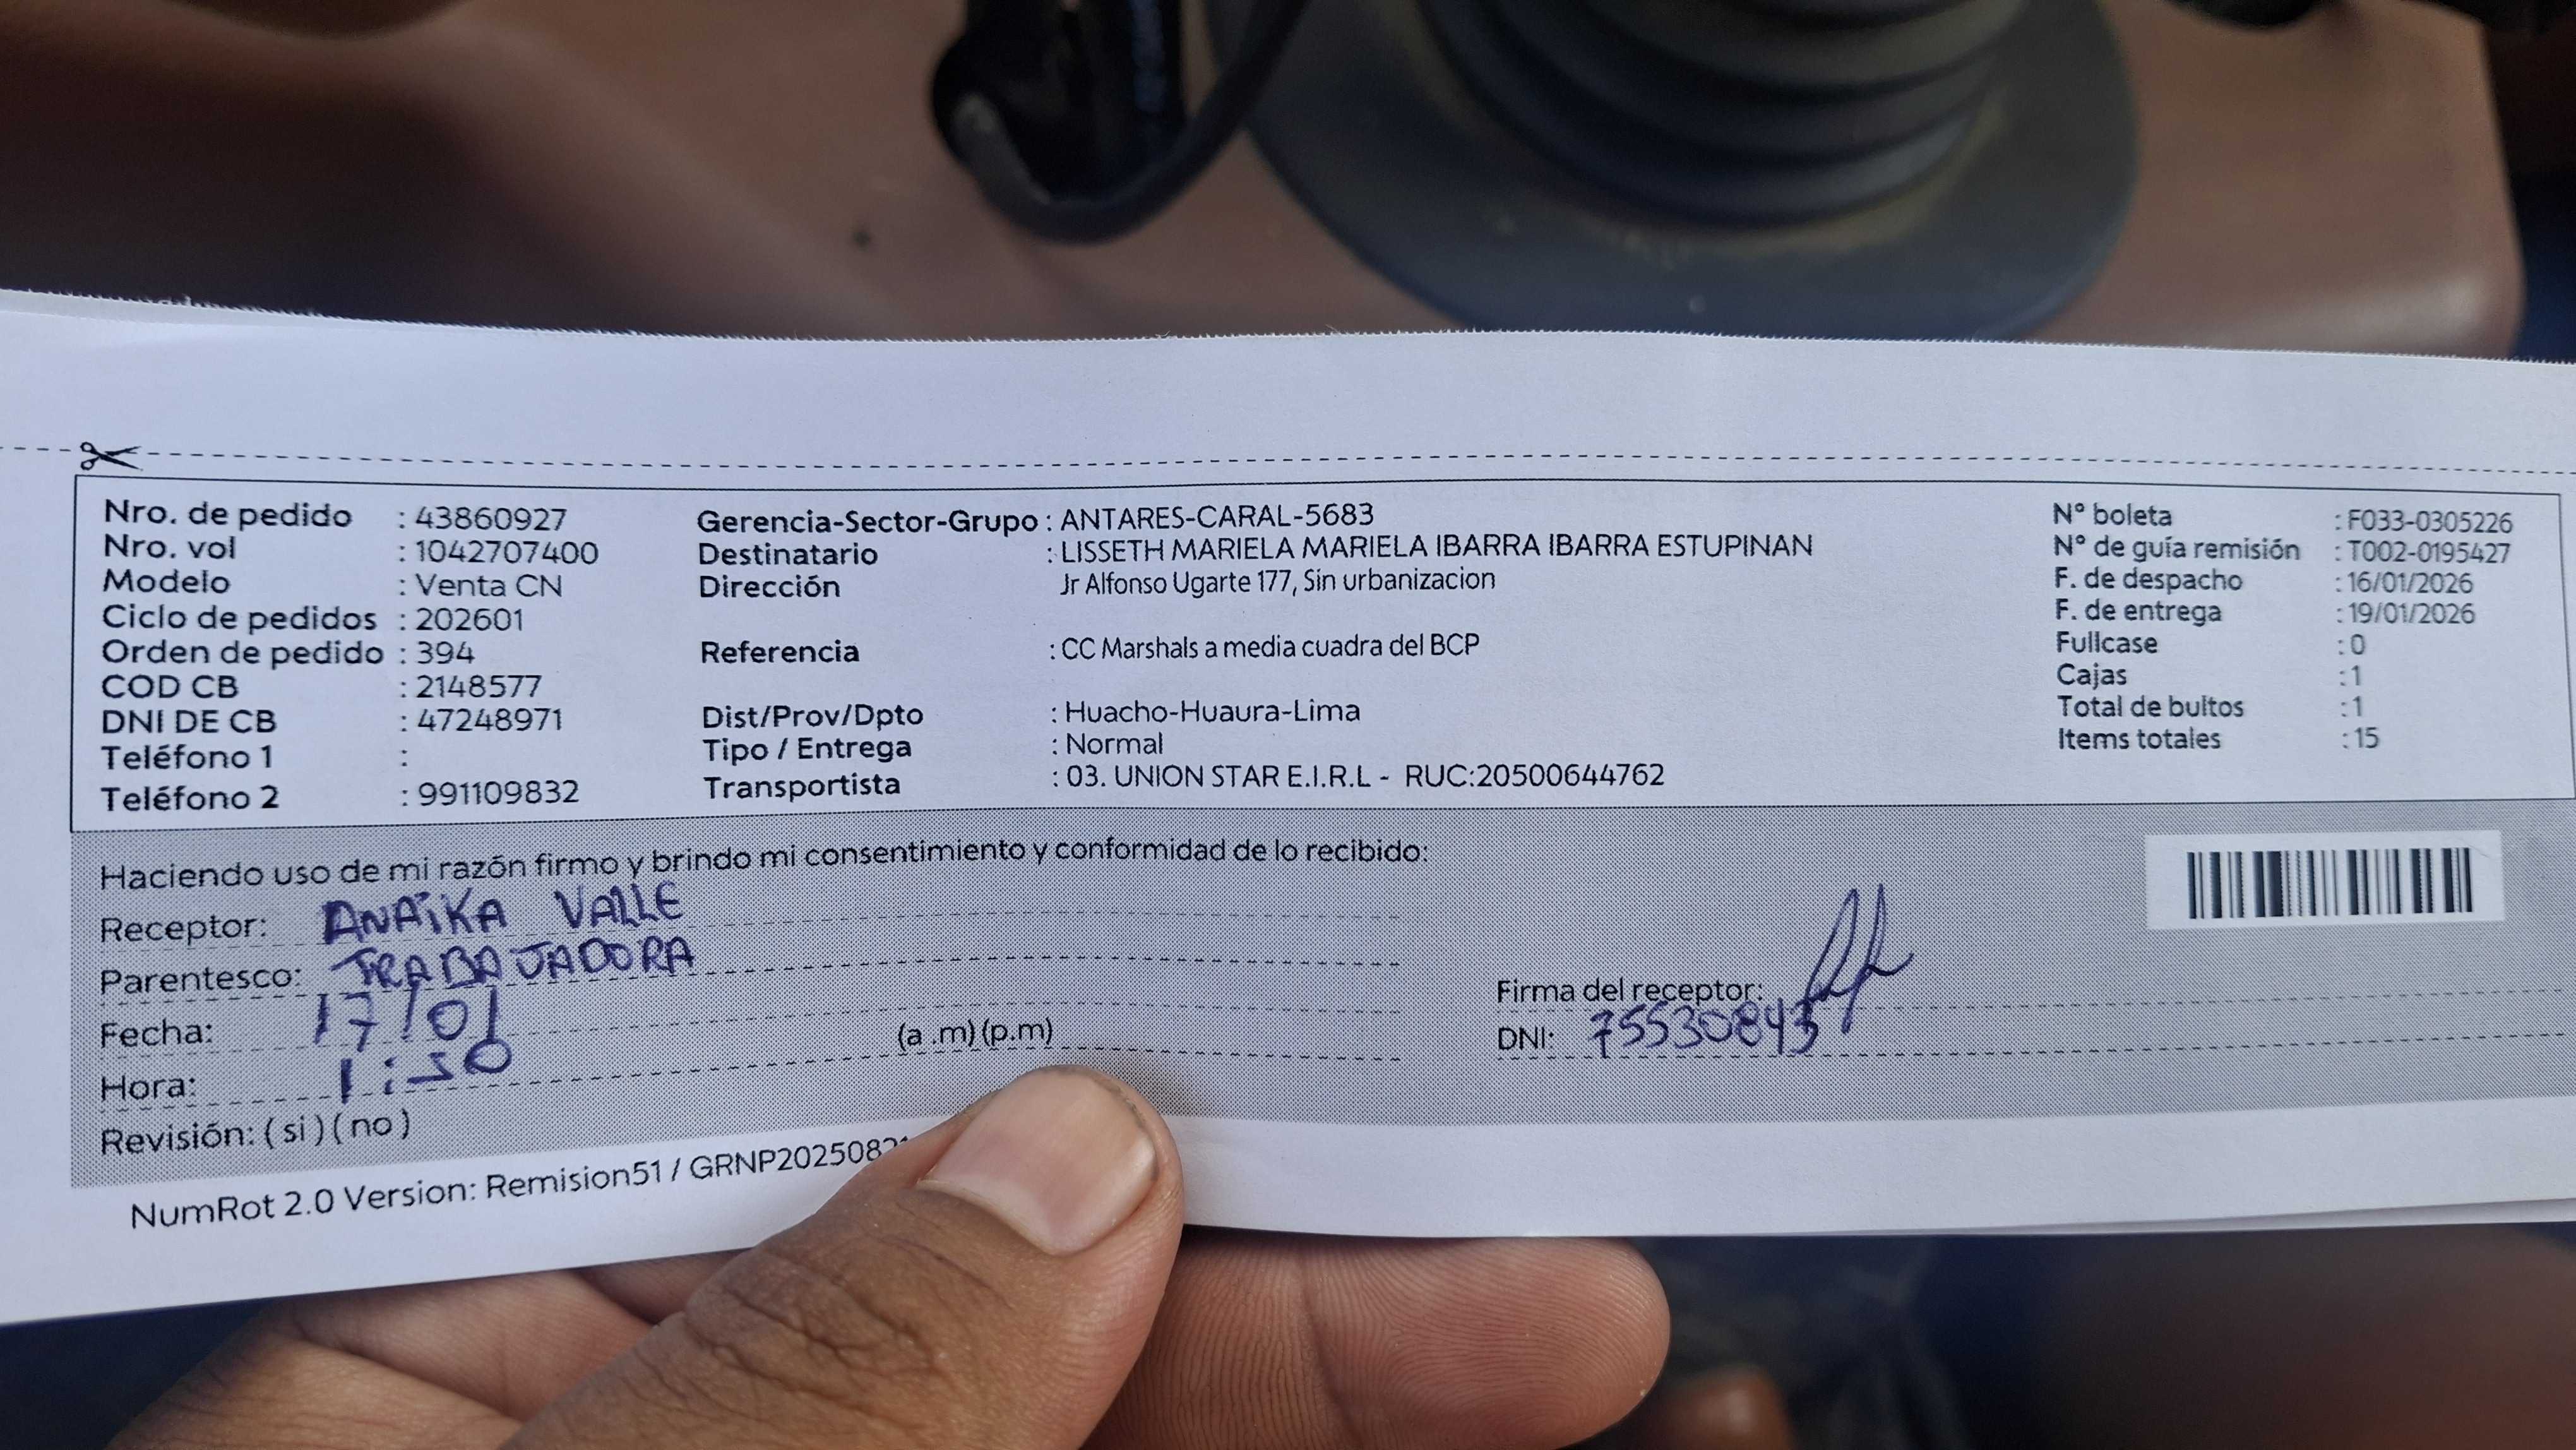 Nro. de pedido : 43860927
Nro. vol : 1042707400
Modelo : Venta CN
Ciclo de pedidos : 202601
Orden de pedido : 394
COD CB : 2148577
DNI DE CB : 47248971
Teléfono 1 :
Teléfono 2 : 991109832
Gerencia-Sector-Grupo : ANTARES-CARAL-5683
Destinatario : LISSETH MARIELA MARIELA IBARRA IBARRA ESTUPINAN
Dirección Jr Alfonso Ugarte 177, Sin urbanizacion
Referencia : CC Marshals a media cuadra del BCP
Dist/Prov/Dpto : Huacho-Huaura-Lima
Tipo / Entrega : Normal
Transportista : 03. UNION STAR E.I.R.L - RUC:20500644762
N° boleta : F033-0305226
N° de guía remisión : T002-0195427
F. de despacho : 16/01/2026
F. de entrega : 19/01/2026
Fullcase : 0
Cajas : 1
Total de bultos : 1
Items totales : 15
Haciendo uso de mi razón firmo y brindo mi consentimiento y conformidad de lo recibido:
Receptor: ANAÏKA VALLE
Parentesco: TRABAJADORA
Fecha: 17/01
Hora: 1:50 (a .m) (p.m)
Revisión: ( si ) ( no )
Firma del receptor:
DNI: 75530843
NumRot 2.0 Version: Remision51 / GRNP2025082